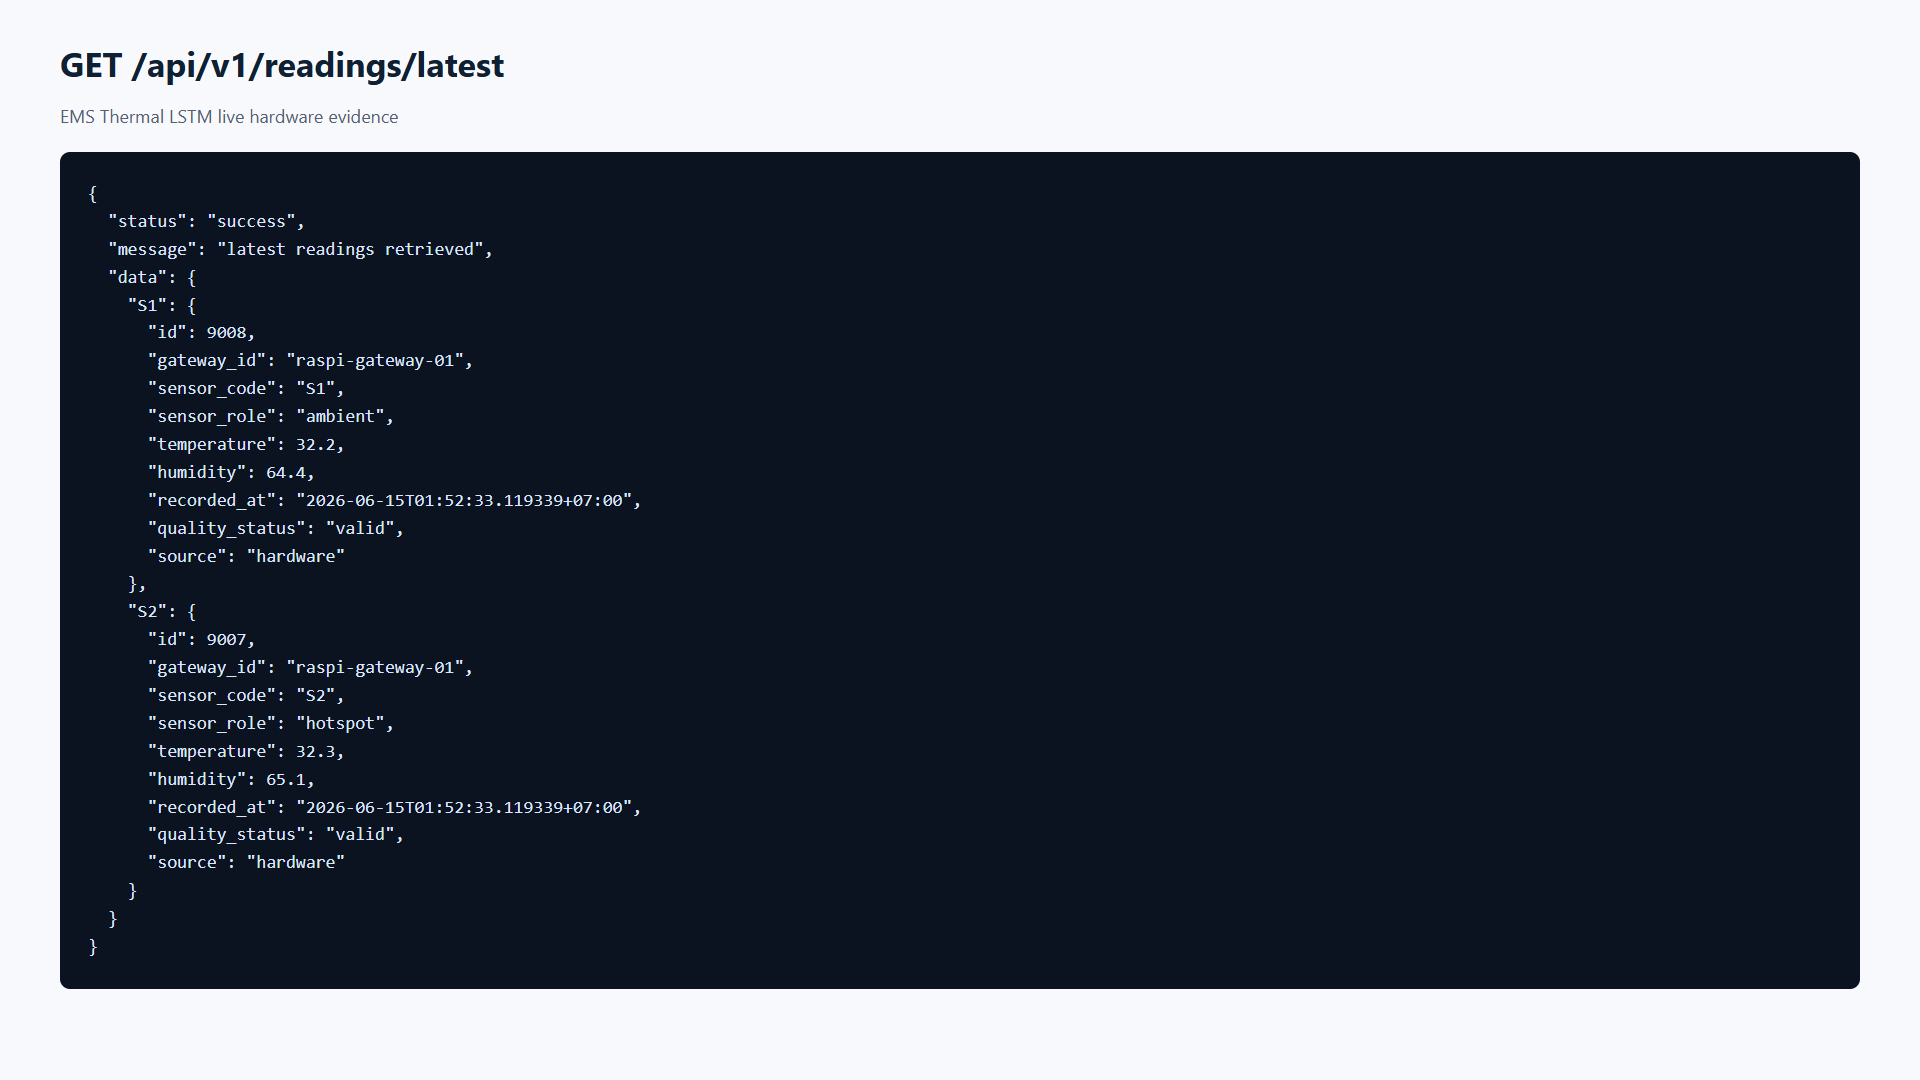 GET /api/v1/readings/latest
EMS Thermal LSTM live hardware evidence
{
  "status": "success",
  "message": "latest readings retrieved",
  "data": {
    "S1": {
      "id": 9008,
      "gateway_id": "raspi-gateway-01",
      "sensor_code": "S1",
      "sensor_role": "ambient",
      "temperature": 32.2,
      "humidity": 64.4,
      "recorded_at": "2026-06-15T01:52:33.119339+07:00",
      "quality_status": "valid",
      "source": "hardware"
    },
    "S2": {
      "id": 9007,
      "gateway_id": "raspi-gateway-01",
      "sensor_code": "S2",
      "sensor_role": "hotspot",
      "temperature": 32.3,
      "humidity": 65.1,
      "recorded_at": "2026-06-15T01:52:33.119339+07:00",
      "quality_status": "valid",
      "source": "hardware"
    }
  }
}